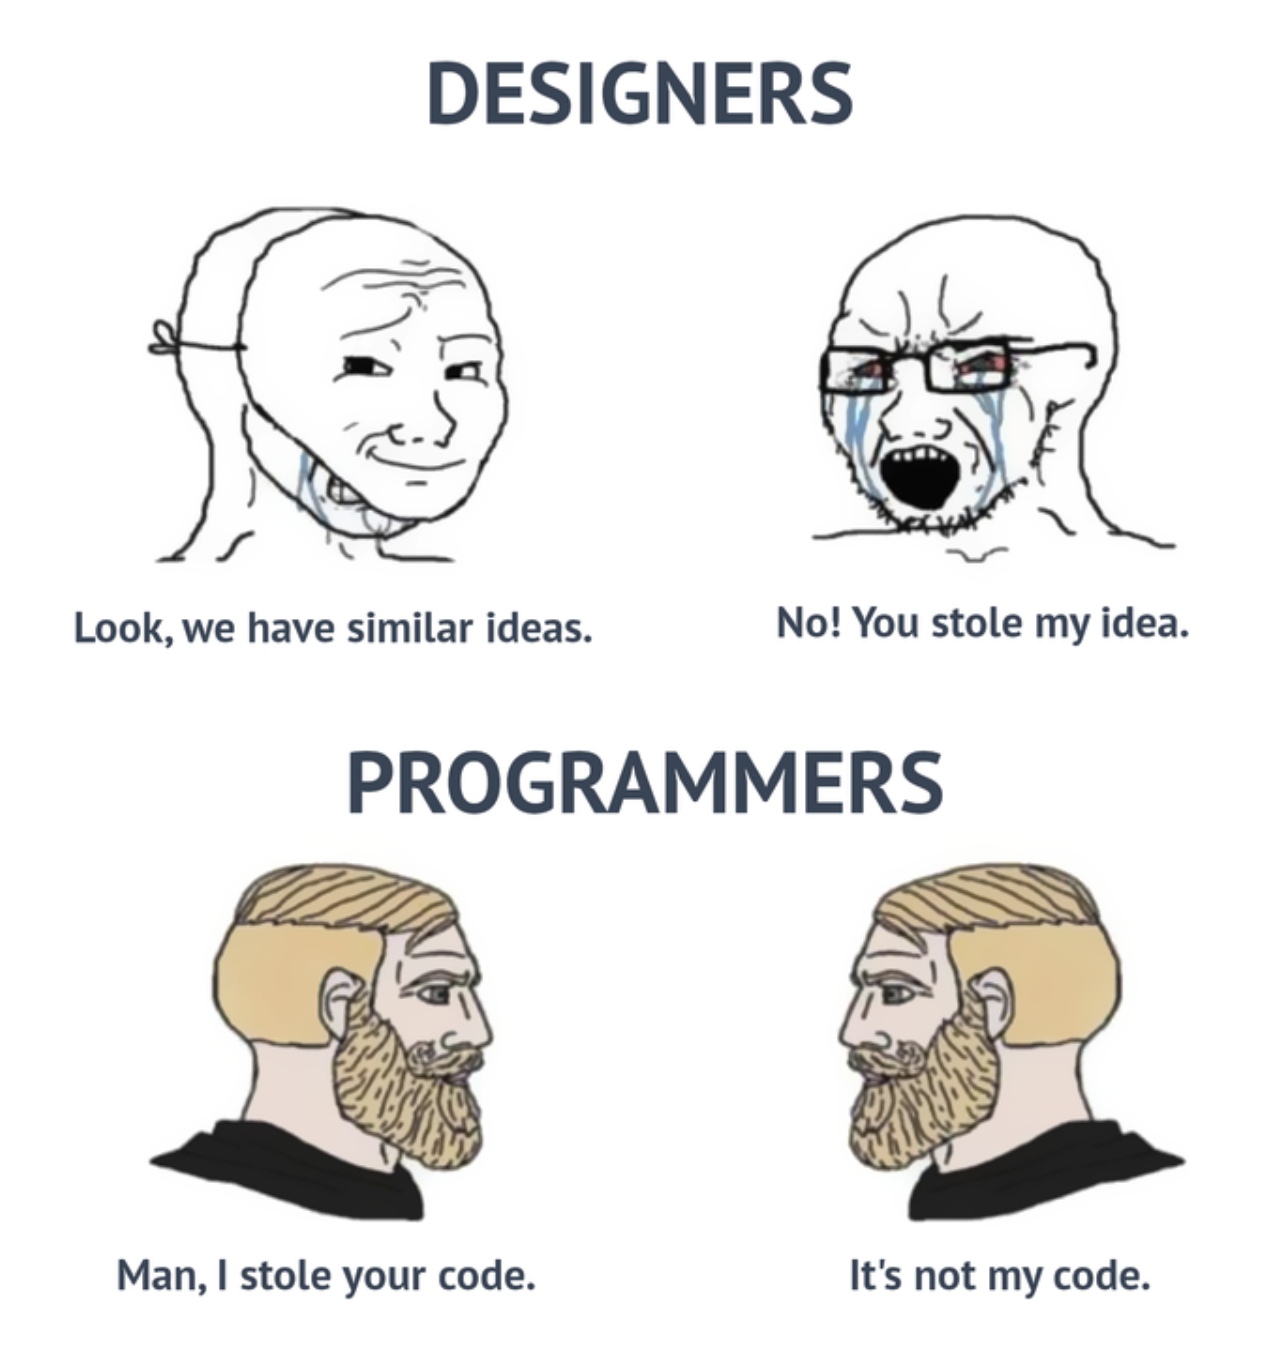 DESIGNERS
Look, we have similar ideas.
No! You stole my idea.
PROGRAMMERS
Man, I stole your code.
It's not my code.